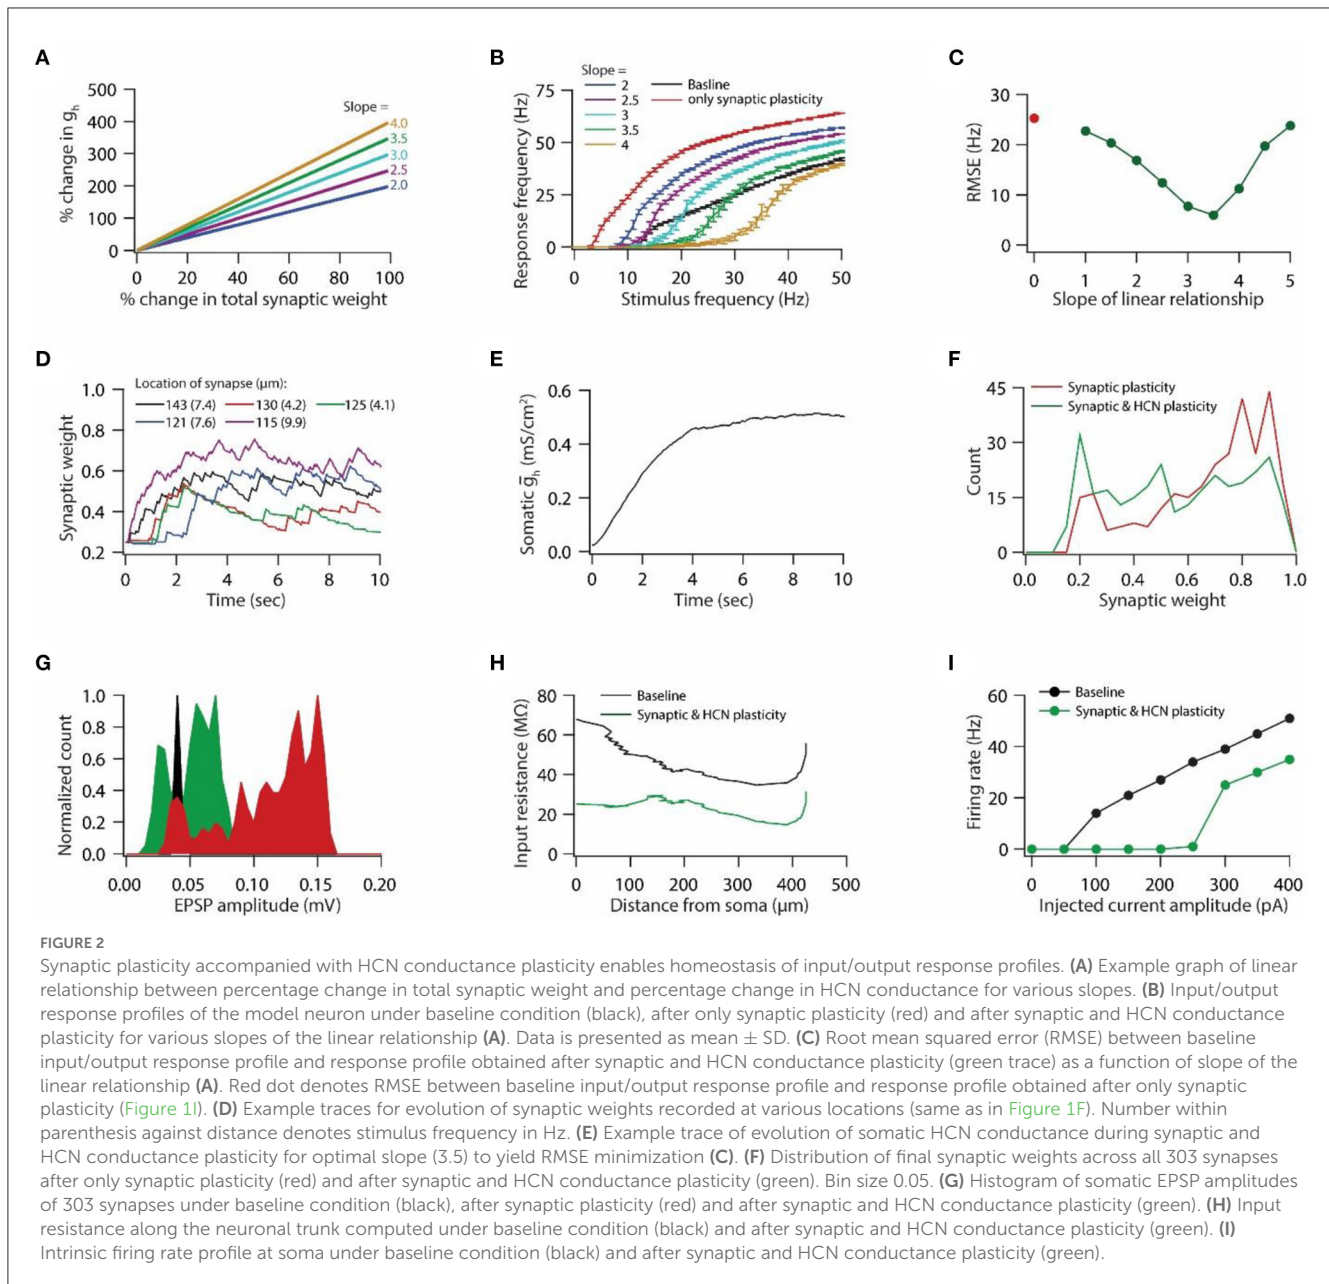 A
500
400
300
200
100
0
% change in gh
Slope =
4.0
3.5
3.0
2.5
2.0
0 20 40 60 80 100
% change in total synaptic weight
B
Slope =
2
2.5
3
3.5
4
Basline
only synaptic plasticity
75
50
25
0
Response frequency (Hz)
0 10 20 30 40 50
Stimulus frequency (Hz)
C
30
20
10
0
RMSE (Hz)
0 1 2 3 4 5
Slope of linear relationship
D
Location of synapse (µm):
143 (7.4) 130 (4.2) 125 (4.1)
121 (7.6) 115 (9.9)
1.0
0.8
0.6
0.4
0.2
Synaptic weight
0 2 4 6 8 10
Time (sec)
E
0.6
0.4
0.2
0.0
Somatic g̅h (mS/cm²)
0 2 4 6 8 10
Time (sec)
F
45
30
15
0
Count
Synaptic plasticity
Synaptic & HCN plasticity
0.0 0.2 0.4 0.6 0.8 1.0
Synaptic weight
G
1.0
0.8
0.6
0.4
0.2
0.0
Normalized count
0.00 0.05 0.10 0.15 0.20
EPSP amplitude (mV)
H
80
60
40
20
0
Input resistance (MΩ)
Baseline
Synaptic & HCN plasticity
0 100 200 300 400 500
Distance from soma (µm)
I
60
40
20
0
Firing rate (Hz)
Baseline
Synaptic & HCN plasticity
0 100 200 300 400
Injected current amplitude (pA)
FIGURE 2
Synaptic plasticity accompanied with HCN conductance plasticity enables homeostasis of input/output response profiles. (A) Example graph of linear
relationship between percentage change in total synaptic weight and percentage change in HCN conductance for various slopes. (B) Input/output
response profiles of the model neuron under baseline condition (black), after only synaptic plasticity (red) and after synaptic and HCN conductance
plasticity for various slopes of the linear relationship (A). Data is presented as mean ± SD. (C) Root mean squared error (RMSE) between baseline
input/output response profile and response profile obtained after synaptic and HCN conductance plasticity (green trace) as a function of slope of the
linear relationship (A). Red dot denotes RMSE between baseline input/output response profile and response profile obtained after only synaptic
plasticity (Figure 1I). (D) Example traces for evolution of synaptic weights recorded at various locations (same as in Figure 1F). Number within
parenthesis against distance denotes stimulus frequency in Hz. (E) Example trace of evolution of somatic HCN conductance during synaptic and
HCN conductance plasticity for optimal slope (3.5) to yield RMSE minimization (C). (F) Distribution of final synaptic weights across all 303 synapses
after only synaptic plasticity (red) and after synaptic and HCN conductance plasticity (green). Bin size 0.05. (G) Histogram of somatic EPSP amplitudes
of 303 synapses under baseline condition (black), after synaptic plasticity (red) and after synaptic and HCN conductance plasticity (green). (H) Input
resistance along the neuronal trunk computed under baseline condition (black) and after synaptic and HCN conductance plasticity (green). (I)
Intrinsic firing rate profile at soma under baseline condition (black) and after synaptic and HCN conductance plasticity (green).